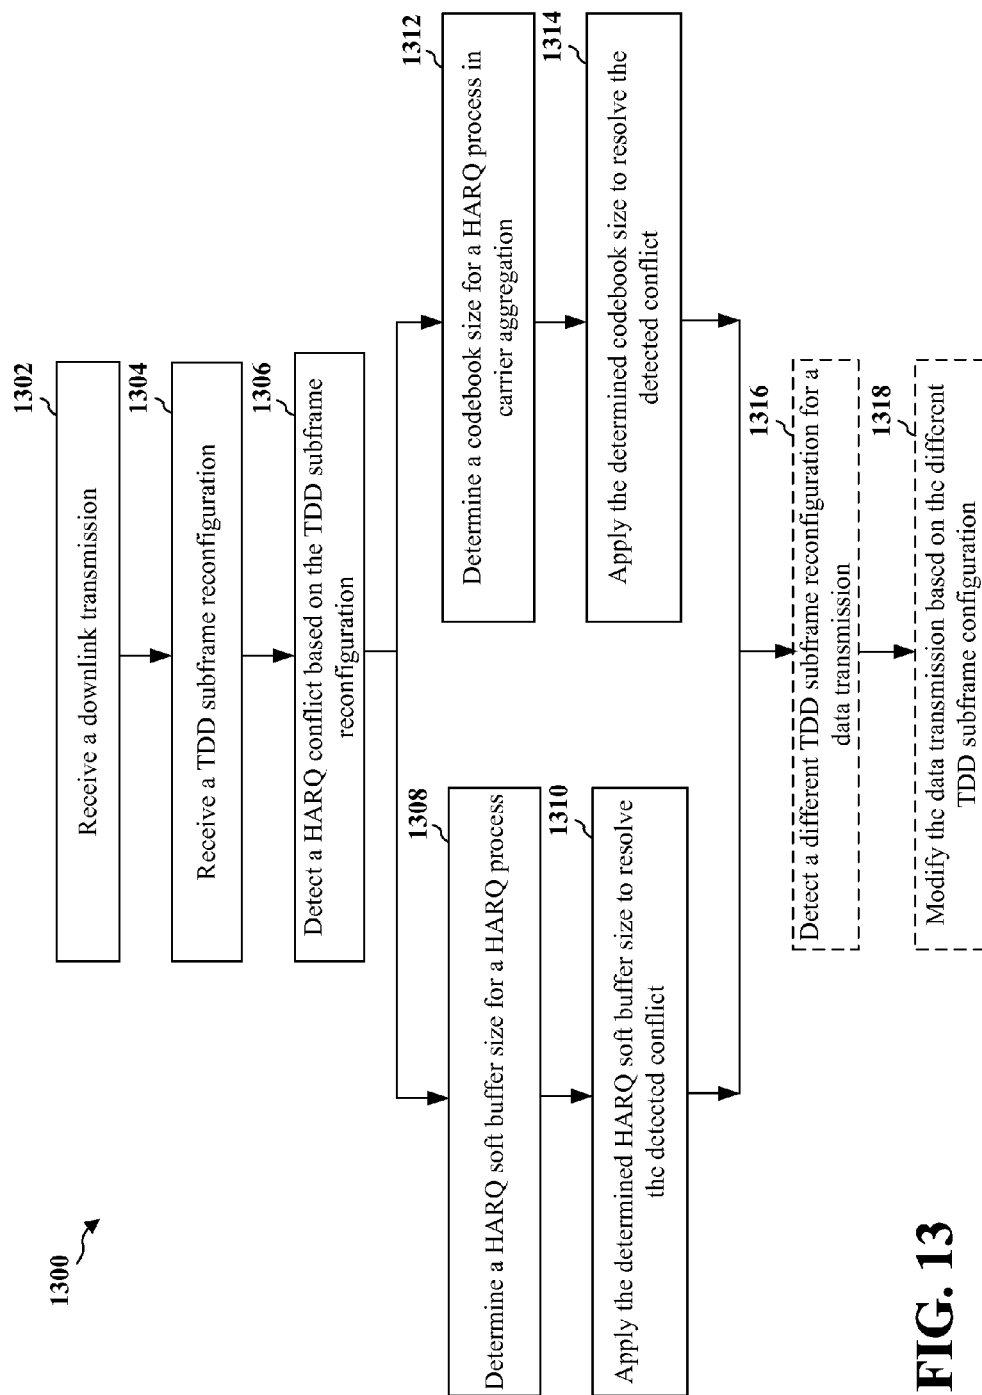 1300
1302
Receive a downlink transmission
1304
Receive a TDD subframe reconfiguration
1306
Detect a HARQ conflict based on the TDD subframe
reconfiguration
1308
Determine a HARQ soft buffer size for a HARQ process
1310
Apply the determined HARQ soft buffer size to resolve
the detected conflict
1312
Determine a codebook size for a HARQ process in
carrier aggregation
1314
Apply the determined codebook size to resolve the
detected conflict
1316
Detect a different TDD subframe reconfiguration for a
data transmission
1318
Modify the data transmission based on the different
TDD subframe configuration
FIG. 13